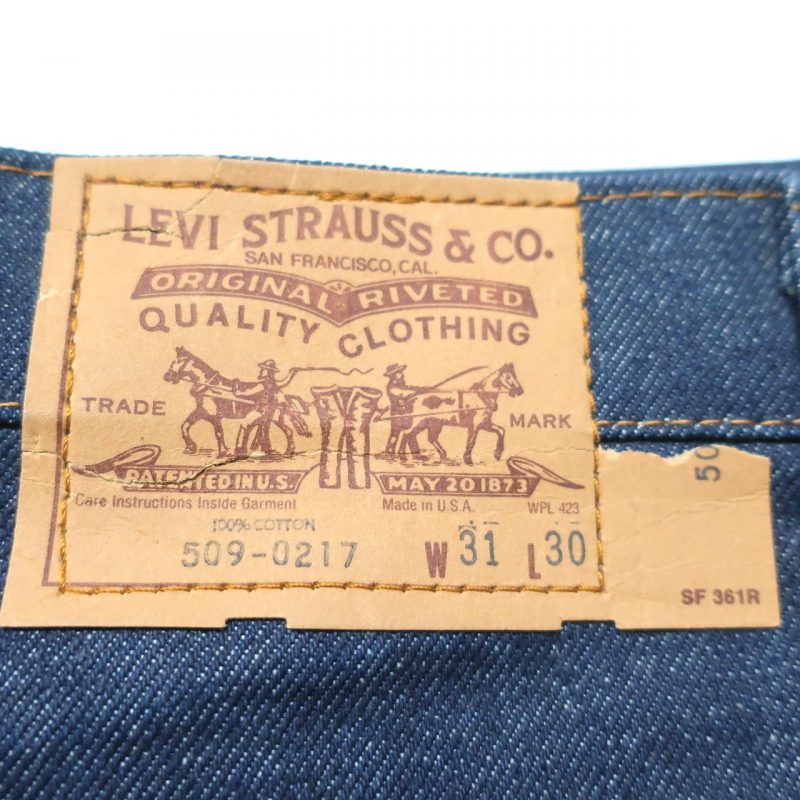 LEVI STRAUSS & CO.
SAN FRANCISCO, CAL.
ORIGINAL RIVETED
QUALITY CLOTHING
TRADE MARK
PATENTED IN U.S. MAY 20 1873
Care Instructions Inside Garment Made in U.S.A. WPL 423
100% COTTON
509-0217 W 31 L 30
50
SF 361R